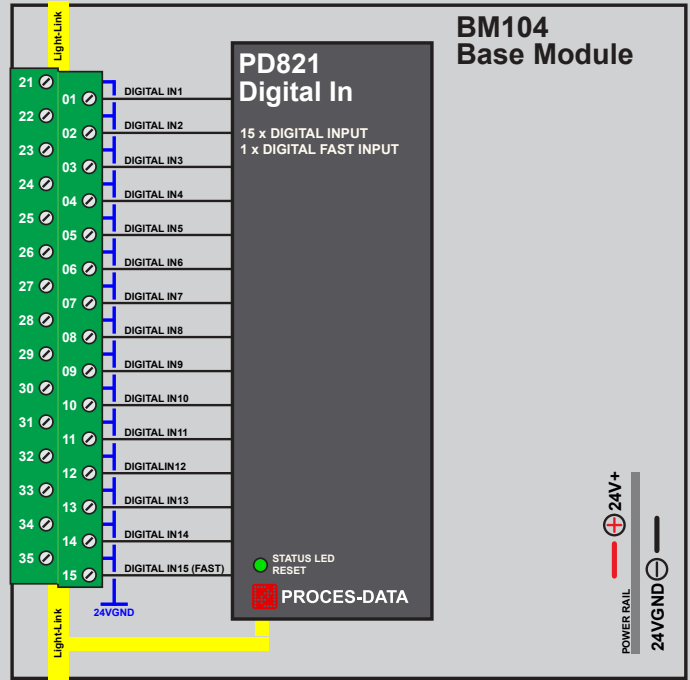 Light-Link
BM104
Base Module
PD821
Digital In
15 x DIGITAL INPUT
1 x DIGITAL FAST INPUT
21
01
DIGITAL IN1
22
02
DIGITAL IN2
23
03
DIGITAL IN3
24
04
DIGITAL IN4
25
05
DIGITAL IN5
26
06
DIGITAL IN6
27
07
DIGITAL IN7
28
08
DIGITAL IN8
29
09
DIGITAL IN9
30
10
DIGITAL IN10
31
11
DIGITAL IN11
32
12
DIGITALIN12
33
13
DIGITAL IN13
34
14
DIGITAL IN14
35
15
DIGITAL IN15 (FAST)
24VGND
Light-Link
STATUS LED
RESET
PROCES-DATA
POWER RAIL
24V+
24VGND